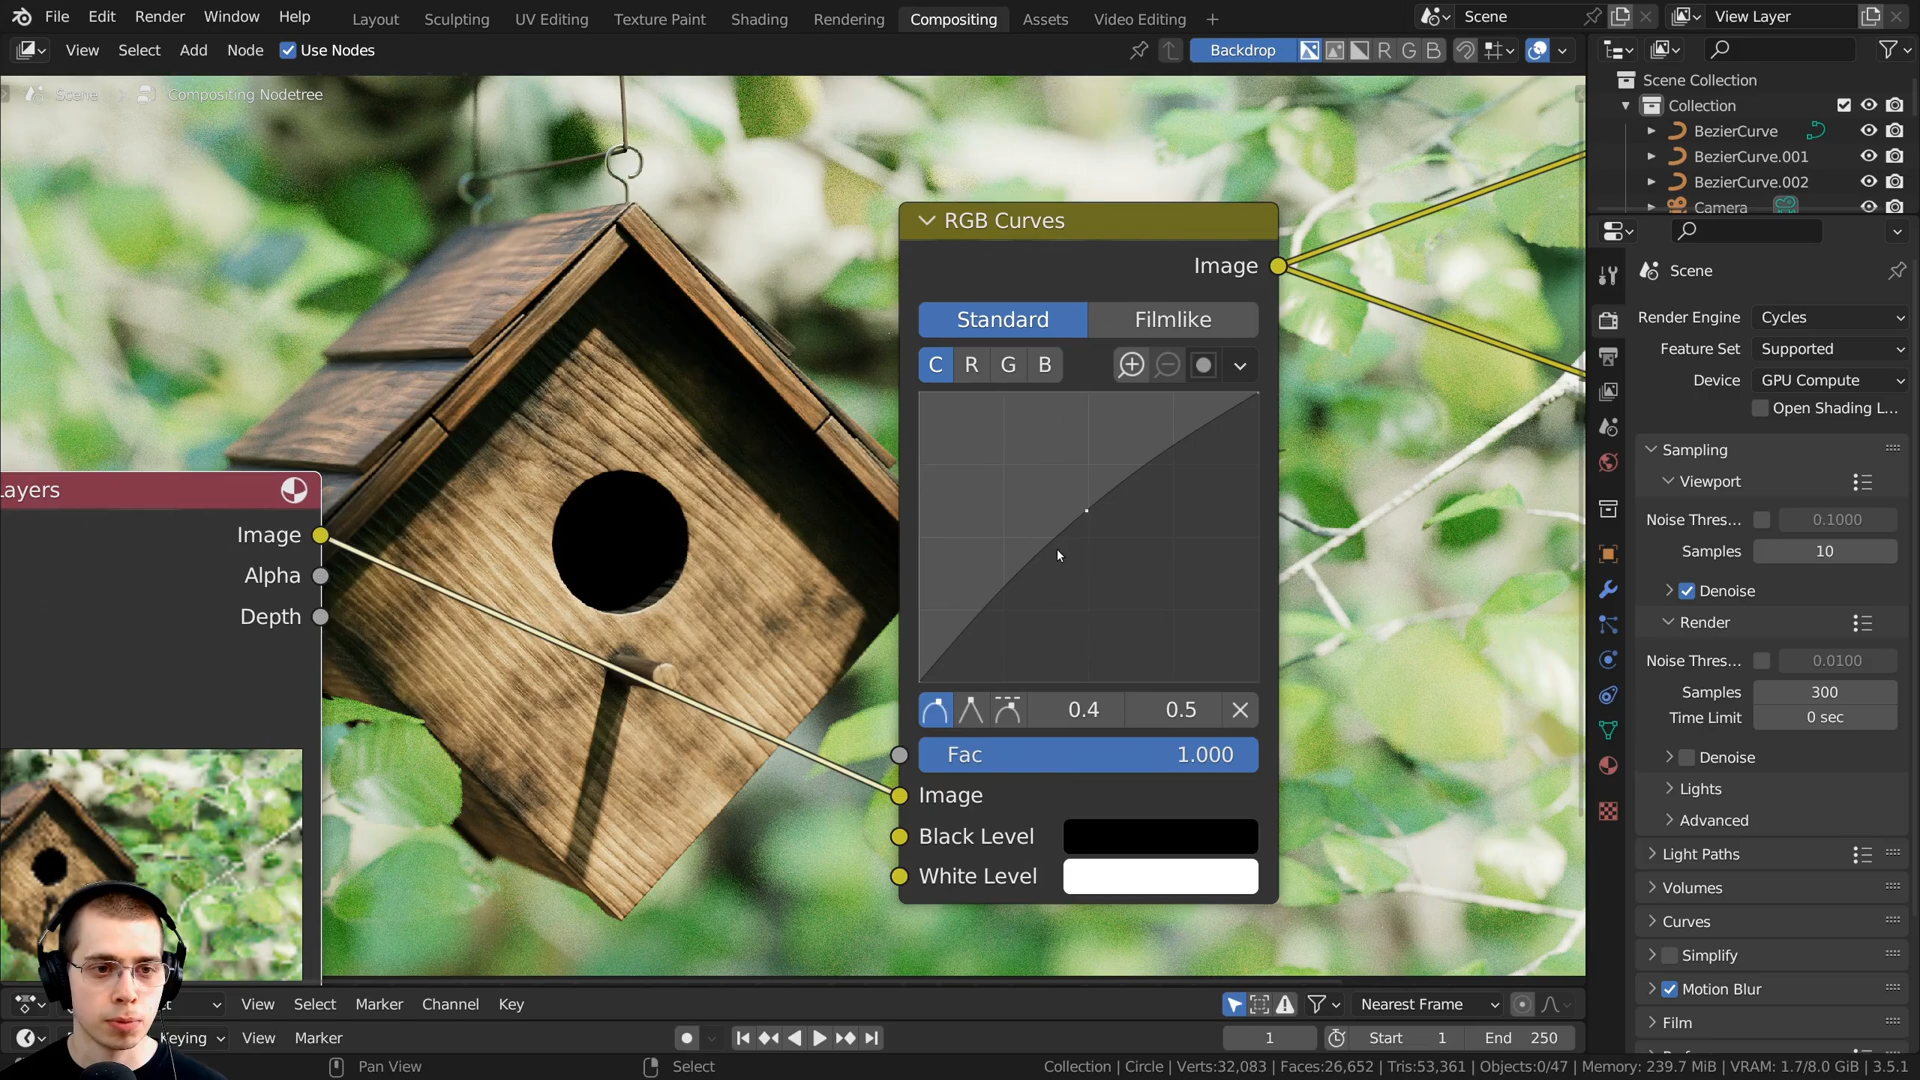 File Edit Render Window Help Layout Sculpting UV Editing Texture Paint Shading Rendering Compositing Assets Video Editing + Scene View Layer
View Select Add Node Use Nodes Backdrop R G B
Scene Compositing Nodetree
Scene Collection
Collection
BezierCurve
BezierCurve.001
BezierCurve.002
Camera
RGB Curves
Image
Standard Filmlike
C R G B
0.4 0.5
Fac 1.000
Image
Black Level
White Level
ayers
Image
Alpha
Depth
Scene
Render Engine Cycles
Feature Set Supported
Device GPU Compute
Open Shading L...
Sampling
Viewport
Noise Thres... 0.1000
Samples 10
Denoise
Render
Noise Thres... 0.0100
Samples 300
Time Limit 0 sec
Denoise
Lights
Advanced
Light Paths
Volumes
Curves
Simplify
Motion Blur
Film
View Select Marker Channel Key Nearest Frame
Keying View Marker 1 Start 1 End 250
Pan View Select Collection | Circle | Verts:32,083 | Faces:26,652 | Tris:53,361 | Objects:0/47 | Memory: 239.7 MiB | VRAM: 1.7/8.0 GiB | 3.5.1